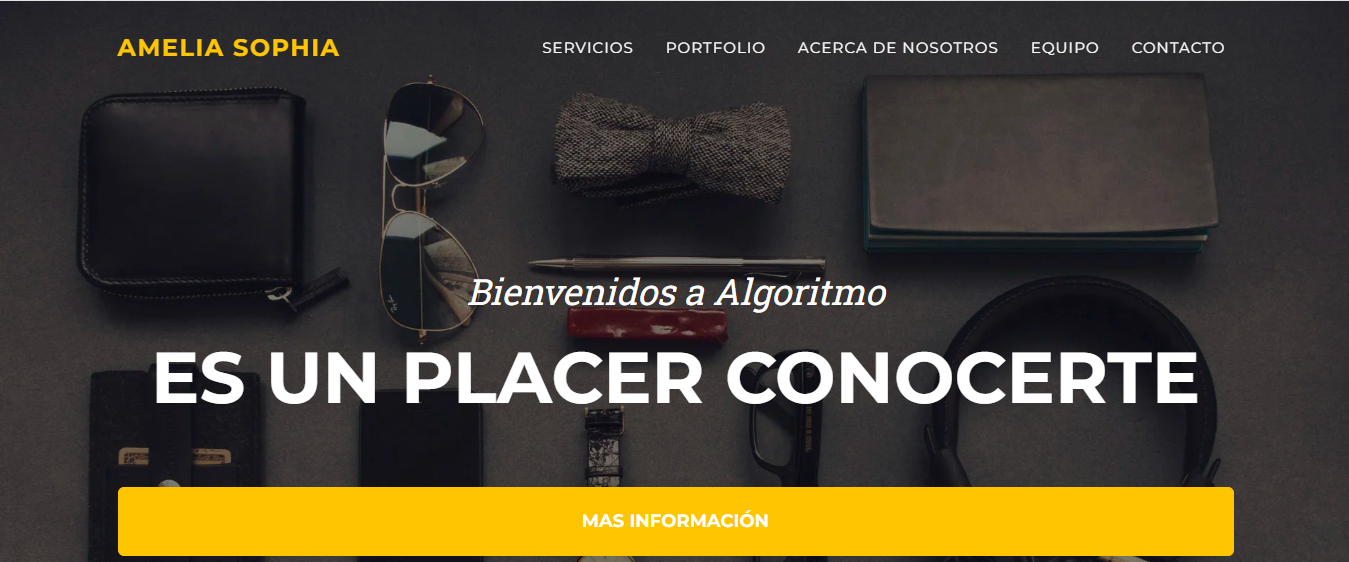 AMELIA SOPHIA
SERVICIOS PORTFOLIO ACERCA DE NOSOTROS EQUIPO CONTACTO
Bienvenidos a Algoritmo
ES UN PLACER CONOCERTE
MAS INFORMACIÓN